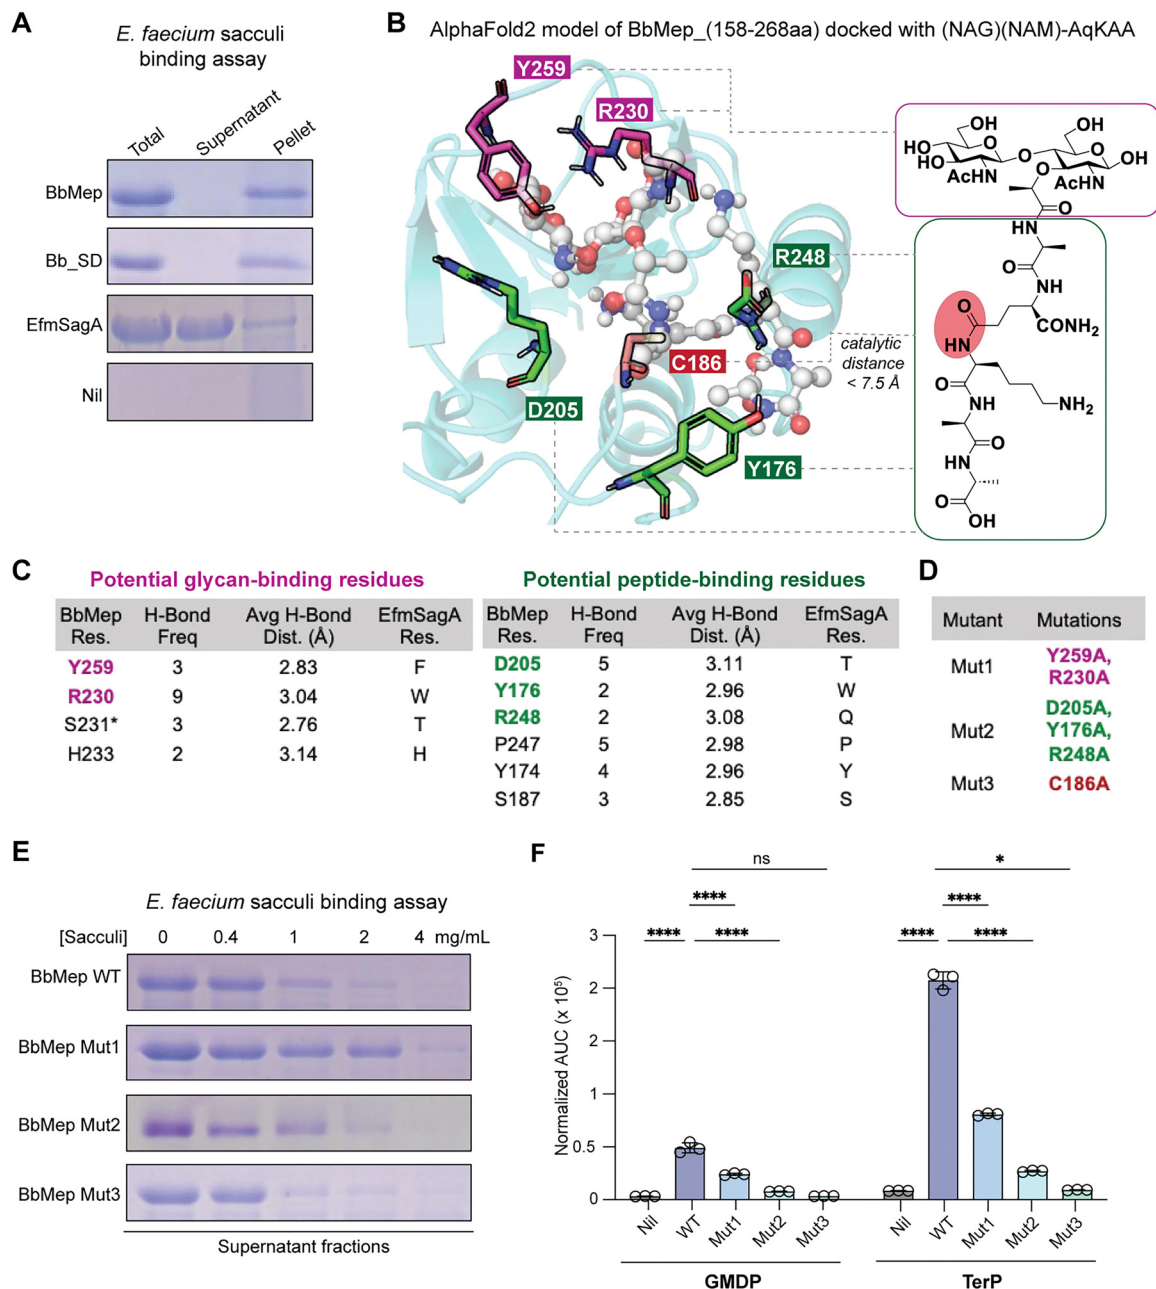 A
E. faecium sacculi
binding assay
Total
Supernatant
Pellet
BbMep
Bb_SD
EfmSagA
Nil
B
AlphaFold2 model of BbMep_(158-268aa) docked with (NAG)(NAM)-AqKAA
Y259
R230
R248
C186
D205
Y176
catalytic
distance
< 7.5 Å
OH
OH
HO
O
O
O
HO
O
OH
AcHN
AcHN
O
HN
O
O
NH
O
CONH2
HN
O
NH
NH2
O
HN
O
OH
C
Potential glycan-binding residues
BbMep Res. H-Bond Freq Avg H-Bond Dist. (Å) EfmSagA Res.
Y259 3 2.83 F
R230 9 3.04 W
S231* 3 2.76 T
H233 2 3.14 H
Potential peptide-binding residues
BbMep Res. H-Bond Freq Avg H-Bond Dist. (Å) EfmSagA Res.
D205 5 3.11 T
Y176 2 2.96 W
R248 2 3.08 Q
P247 5 2.98 P
Y174 4 2.96 Y
S187 3 2.85 S
D
Mutant Mutations
Mut1 Y259A,
R230A
Mut2 D205A,
Y176A,
R248A
Mut3 C186A
E
E. faecium sacculi binding assay
[Sacculi] 0 0.4 1 2 4 mg/mL
BbMep WT
BbMep Mut1
BbMep Mut2
BbMep Mut3
Supernatant fractions
F
ns
****
**** ****
*
****
**** ****
Normalized AUC (x 10⁵)
3
2
2
1
0.5
0
Nil WT Mut1 Mut2 Mut3
Nil WT Mut1 Mut2 Mut3
GMDP TerP